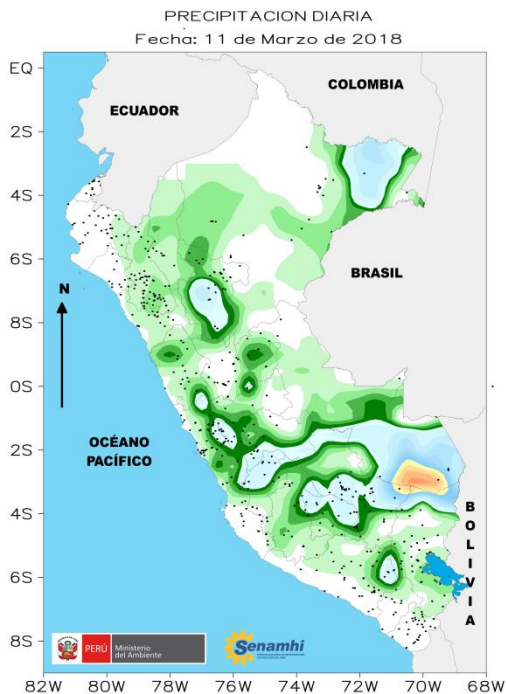 PRECIPITACION DIARIA
Fecha: 11 de Marzo de 2018
EQ
COLOMBIA
ECUADOR
2S
4S
6S
BRASIL
N
8S
0S
OCÉANO
PACÍFICO
2S
4S
BOLIVIA
6S
8S
PERÚ
Ministerio
del Ambiente
Senamhi
82W 80W 78W 76W 74W 72W 70W 68W